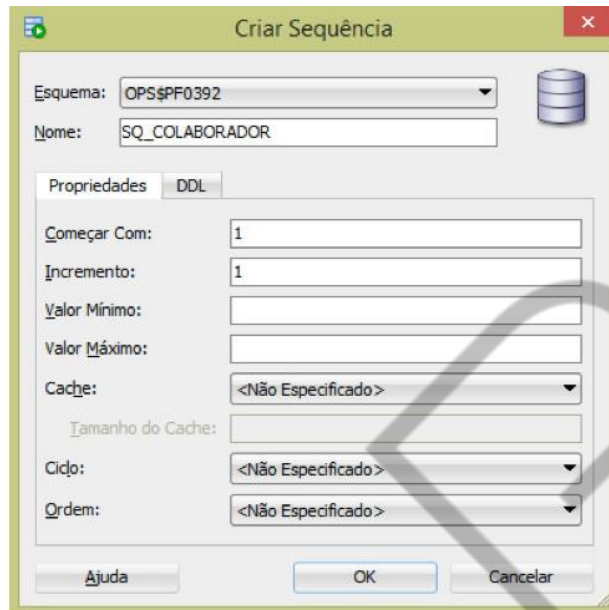 Criar Sequência
Esquema: OPS$PF0392
Nome: SQ_COLABORADOR
Propriedades DDL
Começar Com: 1
Incremento: 1
Valor Mínimo:
Valor Máximo:
Cache: <Não Especificado>
Tamanho do Cache:
Ciclo: <Não Especificado>
Ordem: <Não Especificado>
Ajuda OK Cancelar